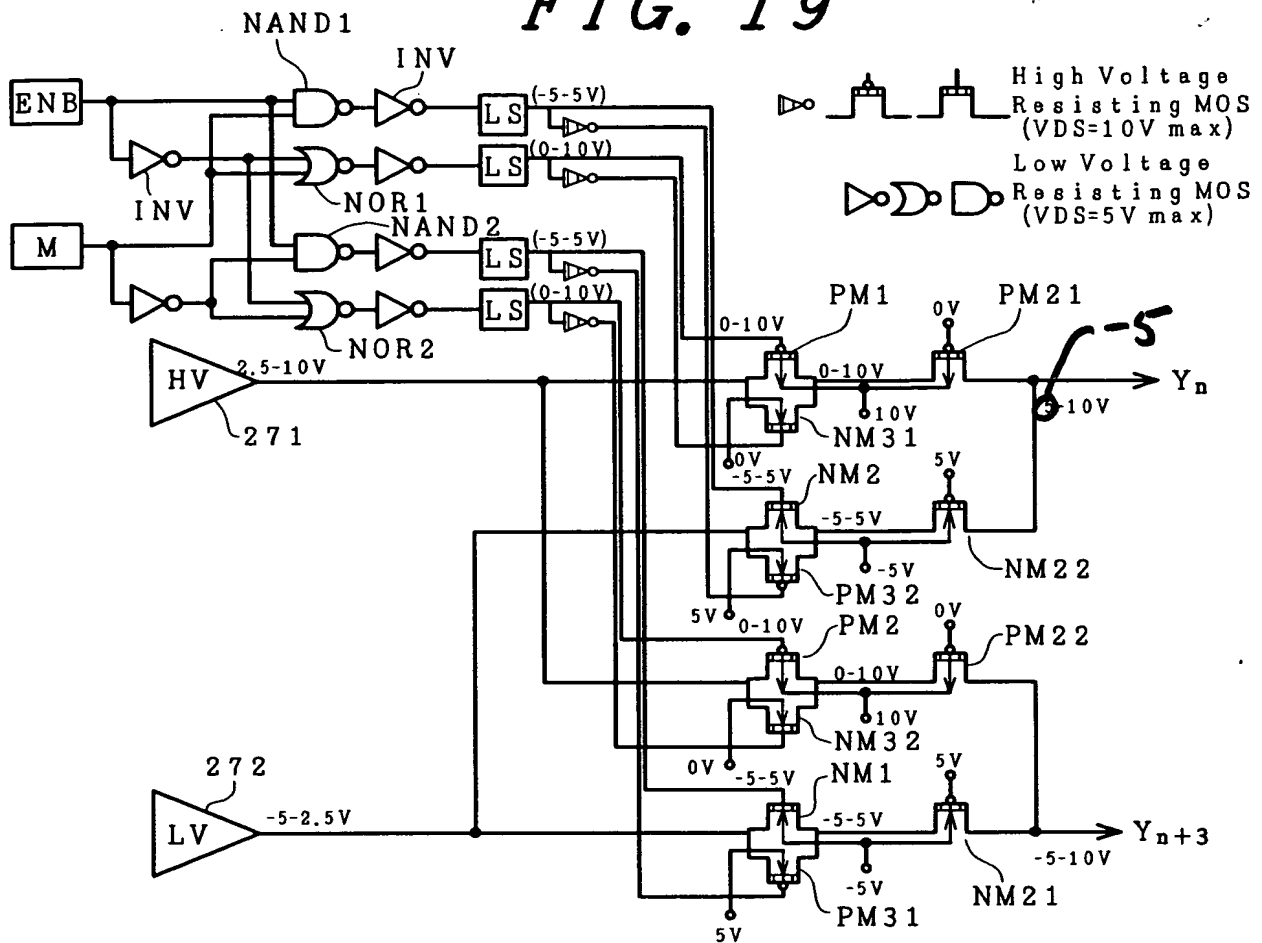 FIG. 19
NAND1
INV
ENB
LS
(-5-5V)
LS
(0-10V)
INV
NOR1
NAND2
M
LS
(-5-5V)
LS
(0-10V)
NOR2
High Voltage
Resisting MOS
(VDS=10V max)
Low Voltage
Resisting MOS
(VDS=5V max)
HV
2.5-10V
271
PM1
PM21
0-10V
0V
-5
0-10V
Yn
5-10V
10V
NM31
0V
-5-5V
NM2
5V
-5-5V
-5V
NM22
5V
PM32
0-10V
PM2
0V
PM22
0-10V
10V
NM32
0V
-5-5V
NM1
5V
272
LV
-5-2.5V
-5-5V
Yn+3
-5-10V
-5V
NM21
5V
PM31